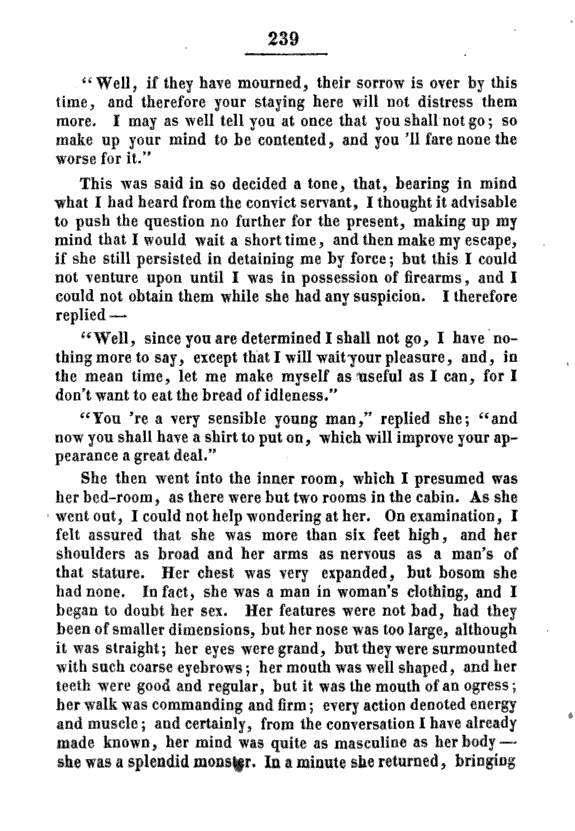 239
“Well, if they have mourned, their sorrow is over by this
time, and therefore your staying here will not distress them
more. I may as well tell you at once that you shall not go; so
make up your mind to be contented, and you 'll fare none the
worse for it.”
This was said in so decided a tone, that, bearing in mind
what I had heard from the convict servant, I thought it advisable
to push the question no further for the present, making up my
mind that I would wait a short time, and then make my escape,
if she still persisted in detaining me by force; but this I could
not venture upon until I was in possession of firearms, and I
could not obtain them while she had any suspicion. I therefore
replied —
“Well, since you are determined I shall not go, I have no-
thing more to say, except that I will wait your pleasure, and, in
the mean time, let me make myself as useful as I can, for I
don't want to eat the bread of idleness.”
“You 're a very sensible young man,” replied she; “and
now you shall have a shirt to put on, which will improve your ap-
pearance a great deal.”
She then went into the inner room, which I presumed was
her bed-room, as there were but two rooms in the cabin. As she
went out, I could not help wondering at her. On examination, I
felt assured that she was more than six feet high, and her
shoulders as broad and her arms as nervous as a man's of
that stature. Her chest was very expanded, but bosom she
had none. In fact, she was a man in woman's clothing, and I
began to doubt her sex. Her features were not bad, had they
been of smaller dimensions, but her nose was too large, although
it was straight; her eyes were grand, but they were surmounted
with such coarse eyebrows; her mouth was well shaped, and her
teeth were good and regular, but it was the mouth of an ogress;
her walk was commanding and firm; every action denoted energy
and muscle; and certainly, from the conversation I have already
made known, her mind was quite as masculine as her body —
she was a splendid monster. In a minute she returned, bringing